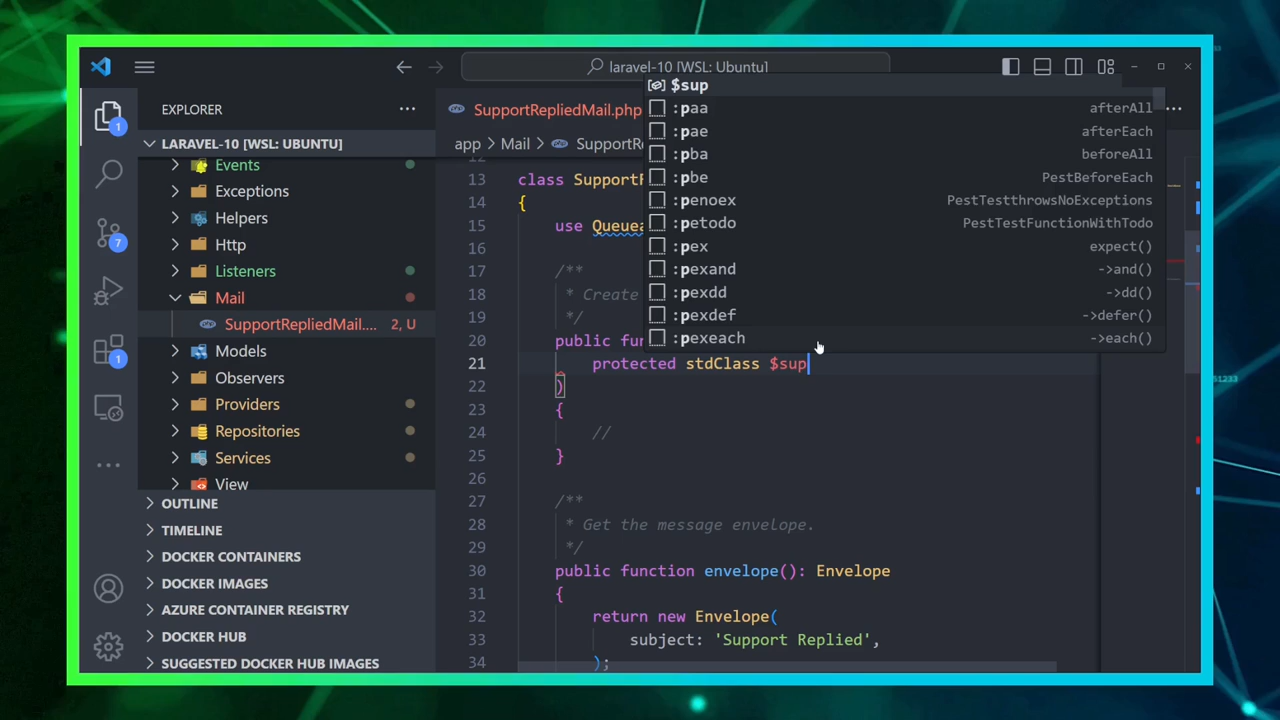 laravel-10 [WSL: Ubuntu]
EXPLORER
LARAVEL-10 [WSL: UBUNTU]
Events
Exceptions
Helpers
Http
Listeners
Mail
SupportRepliedMail.... 2, U
Models
Observers
Providers
Repositories
Services
View
OUTLINE
TIMELINE
DOCKER CONTAINERS
DOCKER IMAGES
AZURE CONTAINER REGISTRY
DOCKER HUB
SUGGESTED DOCKER HUB IMAGES
1
7
1
SupportRepliedMail.php
app > Mail > SupportR
$sup
:paa afterAll
:pae afterEach
:pba beforeAll
:pbe PestBeforeEach
:penoex PestTestthrowsNoExceptions
:petodo PestTestFunctionWithTodo
:pex expect()
:pexand ->and()
:pexdd ->dd()
:pexdef ->defer()
:pexeach ->each()
12
13 class SupportR
14 {
15 use Queuea
16
17 /**
18 * Create
19 */
20 public fun
21 protected stdClass $sup
22 )
23 {
24 //
25 }
26
27 /**
28 * Get the message envelope.
29 */
30 public function envelope(): Envelope
31 {
32 return new Envelope(
33 subject: 'Support Replied',
34 );